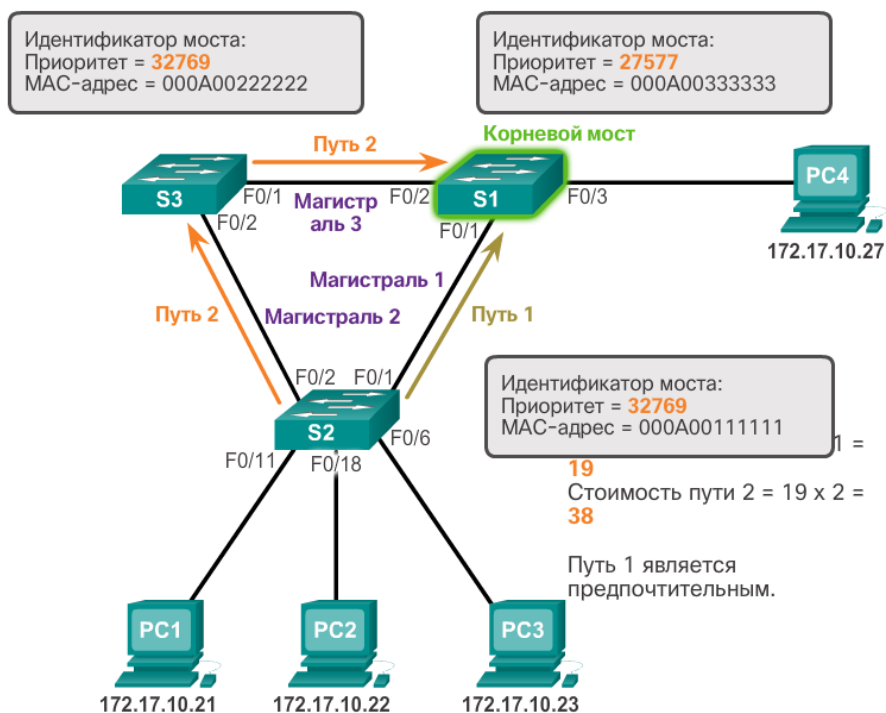 Идентификатор моста:
Приоритет = 32769
МАС-адрес = 000A00222222
Идентификатор моста:
Приоритет = 27577
МАС-адрес = 000A00333333
Корневой мост
Путь 2
S3
F0/1
Магистр
аль 3
F0/2
S1
F0/3
PC4
F0/2
F0/1
172.17.10.27
Магистраль 1
Путь 2
Магистраль 2
Путь 1
F0/2
F0/1
Идентификатор моста:
Приоритет = 32769
МАС-адрес = 000A00111111
S2
F0/6
F0/11
F0/18
1 =
19
Стоимость пути 2 = 19 x 2 =
38
Путь 1 является
предпочтительным.
PC1
PC2
PC3
172.17.10.21
172.17.10.22
172.17.10.23